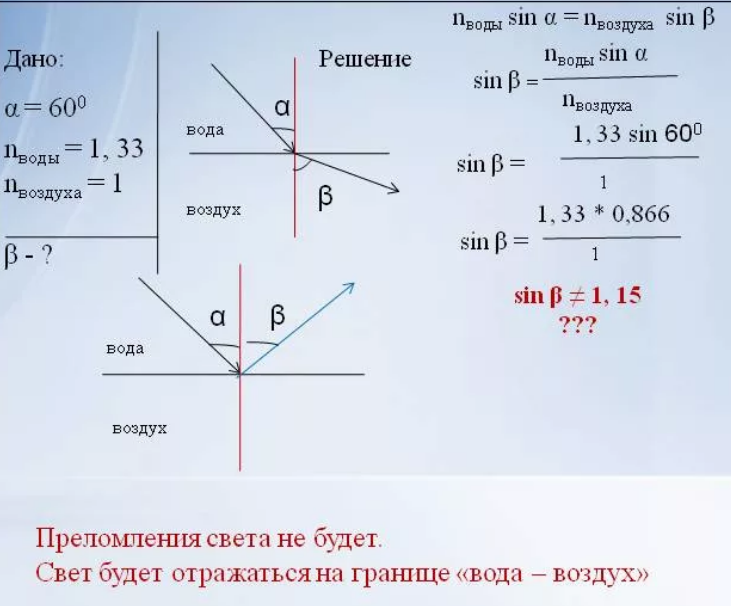 Дано:
α = 60⁰
nводы = 1, 33
nвоздуха = 1
β - ?
Решение
α
вода
воздух
β
nводы sin α = nвоздуха sin β
sin β = nводы sin α / nвоздуха
sin β = 1, 33 sin 60⁰ / 1
sin β = 1, 33 * 0,866 / 1
sin β ≠ 1, 15
???
α β
вода
воздух
Преломления света не будет.
Свет будет отражаться на границе «вода – воздух»